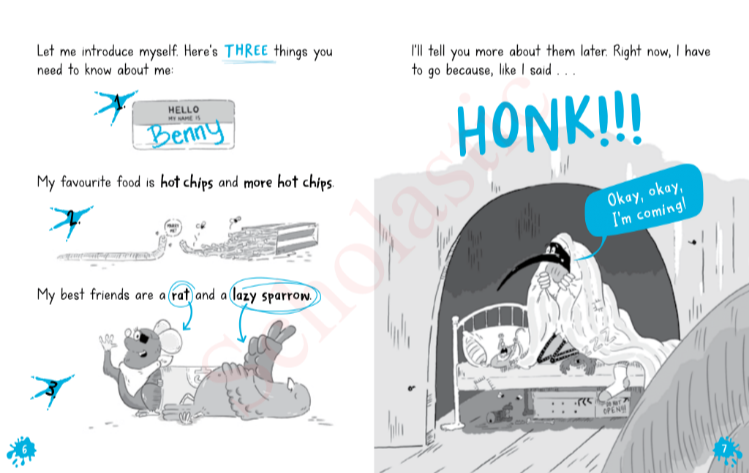 Let me introduce myself. Here's THREE things you
need to know about me:
1.
HELLO
MY NAME IS
Benny
My favourite food is hot chips and more hot chips.
2.
My best friends are a rat and a lazy sparrow.
3.
6
I'll tell you more about them later. Right now, I have
to go because, like I said . . .
HONK!!!
Okay, okay,
I'm coming!
OPEN!!!
7
Scholastic